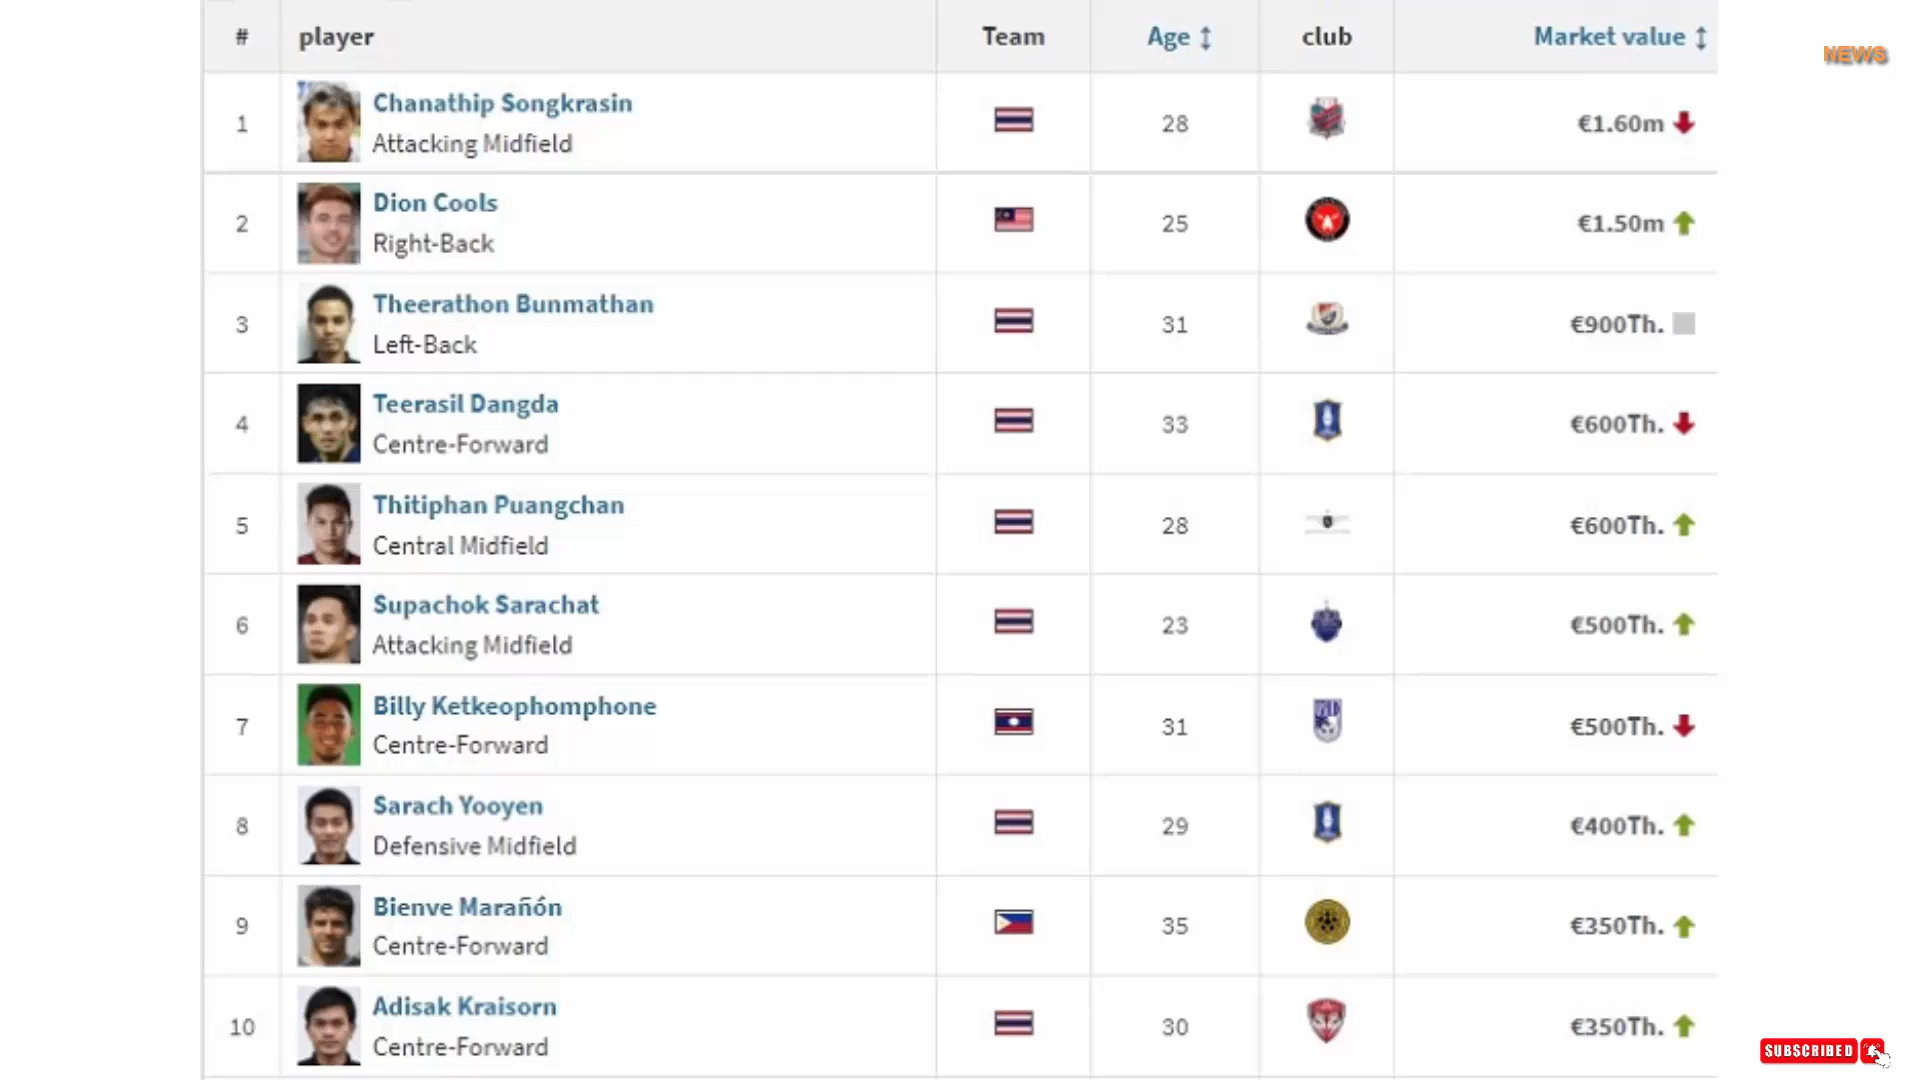 # player Team Age club Market value
NEWS
1 Chanathip Songkrasin 28 €1.60m
Attacking Midfield
2 Dion Cools 25 €1.50m
Right-Back
3 Theerathon Bunmathan 31 €900Th.
Left-Back
4 Teerasil Dangda 33 €600Th.
Centre-Forward
5 Thitiphan Puangchan 28 €600Th.
Central Midfield
6 Supachok Sarachat 23 €500Th.
Attacking Midfield
7 Billy Ketkeophomphone 31 €500Th.
Centre-Forward
8 Sarach Yooyen 29 €400Th.
Defensive Midfield
9 Bienve Marañón 35 €350Th.
Centre-Forward
10 Adisak Kraisorn 30 €350Th.
Centre-Forward
SUBSCRIBED